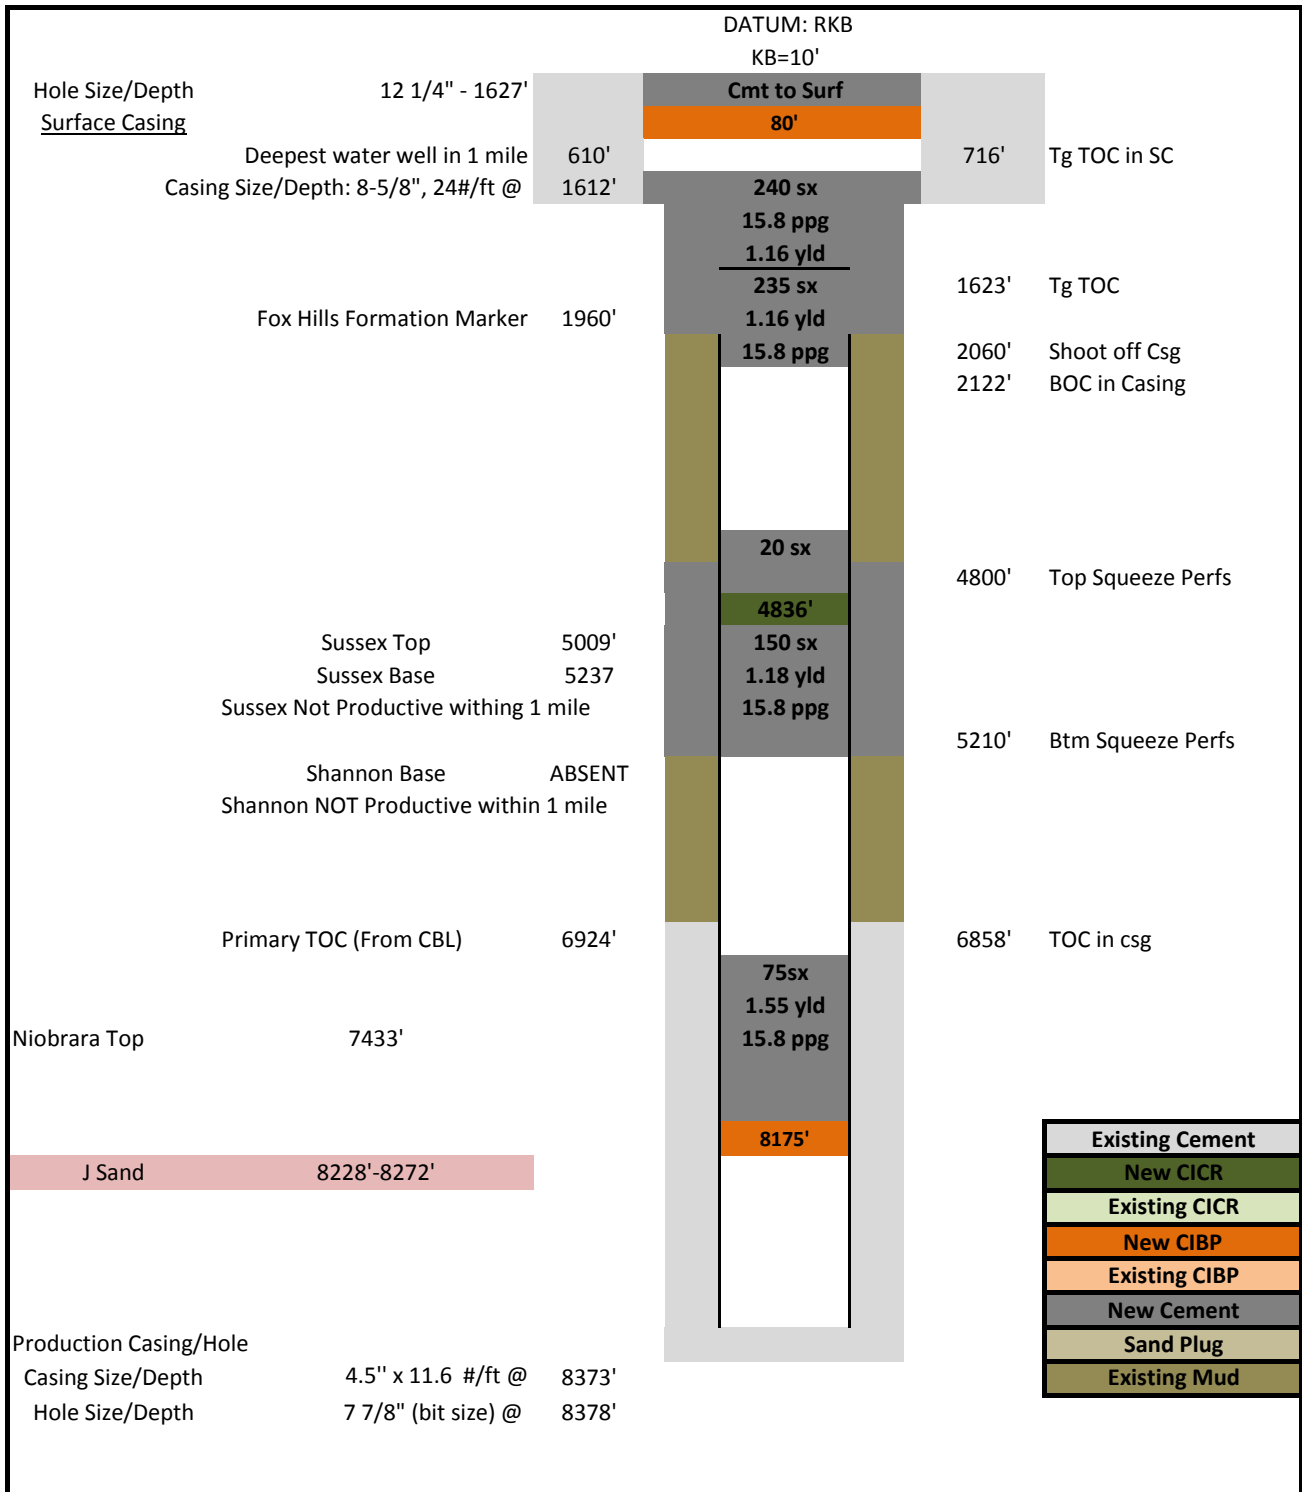 DATUM: RKB
KB=10'
Hole Size/Depth 12 1/4" - 1627' Cmt to Surf
Surface Casing 80'
Deepest water well in 1 mile 610' 716' Tg TOC in SC
Casing Size/Depth: 8-5/8", 24#/ft @ 1612' 240 sx
15.8 ppg
1.16 yld
235 sx 1623' Tg TOC
Fox Hills Formation Marker 1960' 1.16 yld
15.8 ppg 2060' Shoot off Csg
2122' BOC in Casing
20 sx
4800' Top Squeeze Perfs
4836'
Sussex Top 5009' 150 sx
Sussex Base 5237 1.18 yld
Sussex Not Productive withing 1 mile 15.8 ppg
5210' Btm Squeeze Perfs
Shannon Base ABSENT
Shannon NOT Productive within 1 mile
Primary TOC (From CBL) 6924' 6858' TOC in csg
75sx
1.55 yld
Niobrara Top 7433' 15.8 ppg
8175' Existing Cement
J Sand 8228'-8272' New CICR
Existing CICR
New CIBP
Existing CIBP
New Cement
Production Casing/Hole Sand Plug
Casing Size/Depth 4.5'' x 11.6 #/ft @ 8373' Existing Mud
Hole Size/Depth 7 7/8" (bit size) @ 8378'